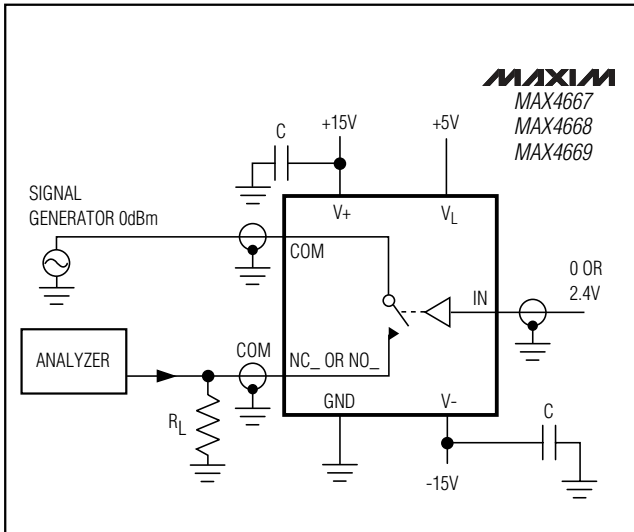 MAXIM
MAX4667
MAX4668
MAX4669
+15V
+5V
C
SIGNAL
GENERATOR 0dBm
V+
VL
COM
0 OR
2.4V
IN
COM
NC_ OR NO_
ANALYZER
RL
GND
V-
C
-15V